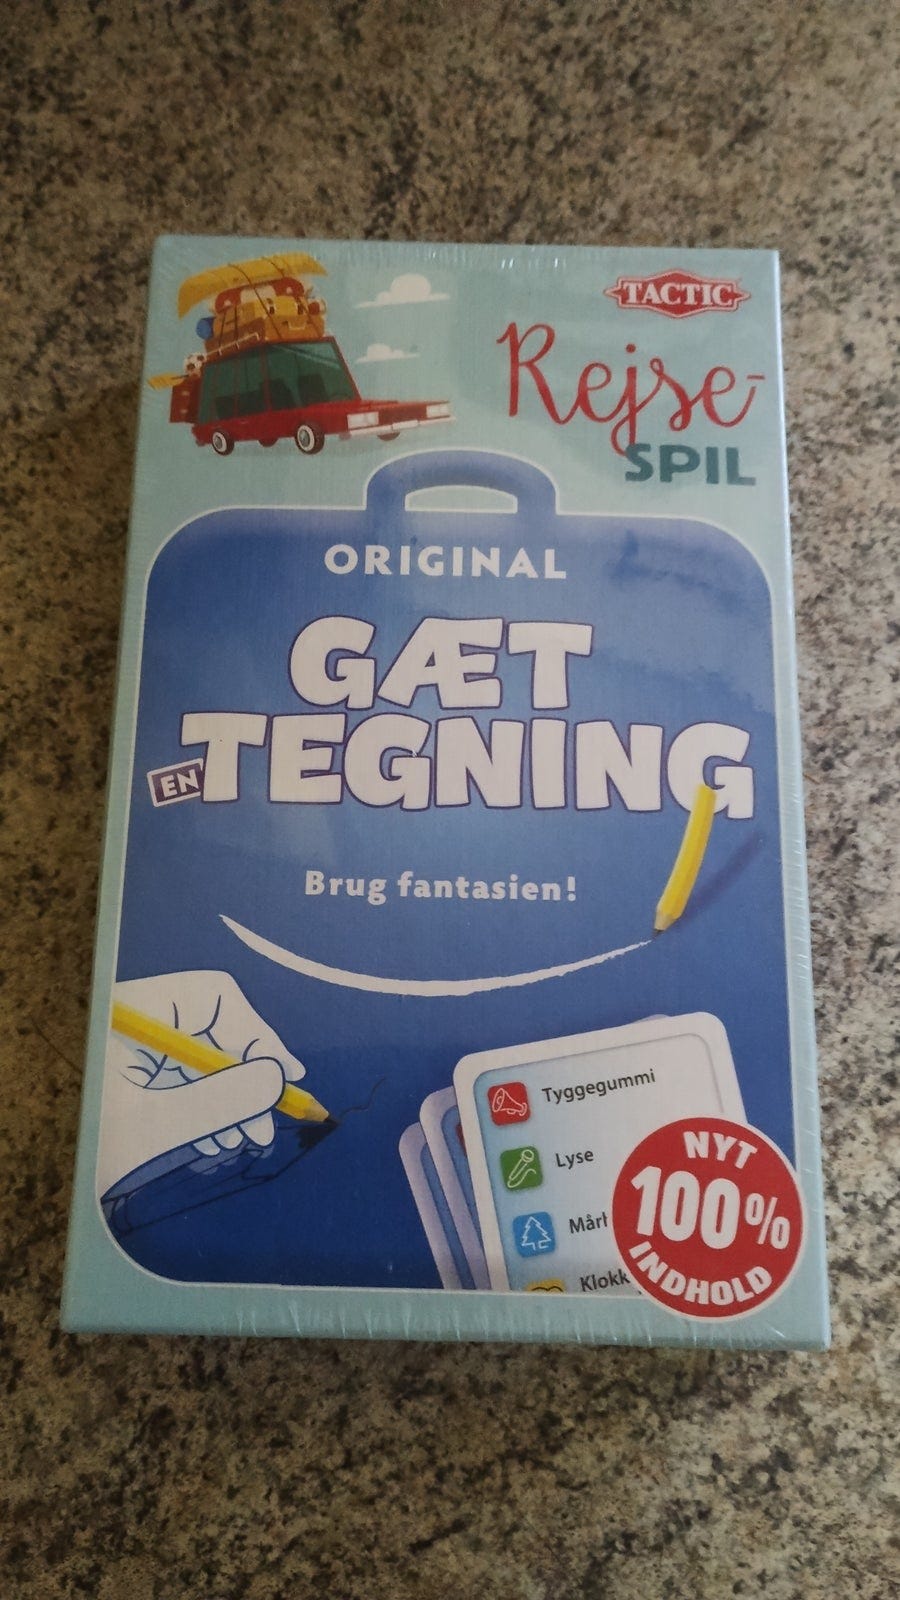 TACTIC
Rejse-
SPIL
ORIGINAL
GÆT
EN TEGNING
Brug fantasien!
Tyggegummi
Lyse
NYT
100%
INDHOLD